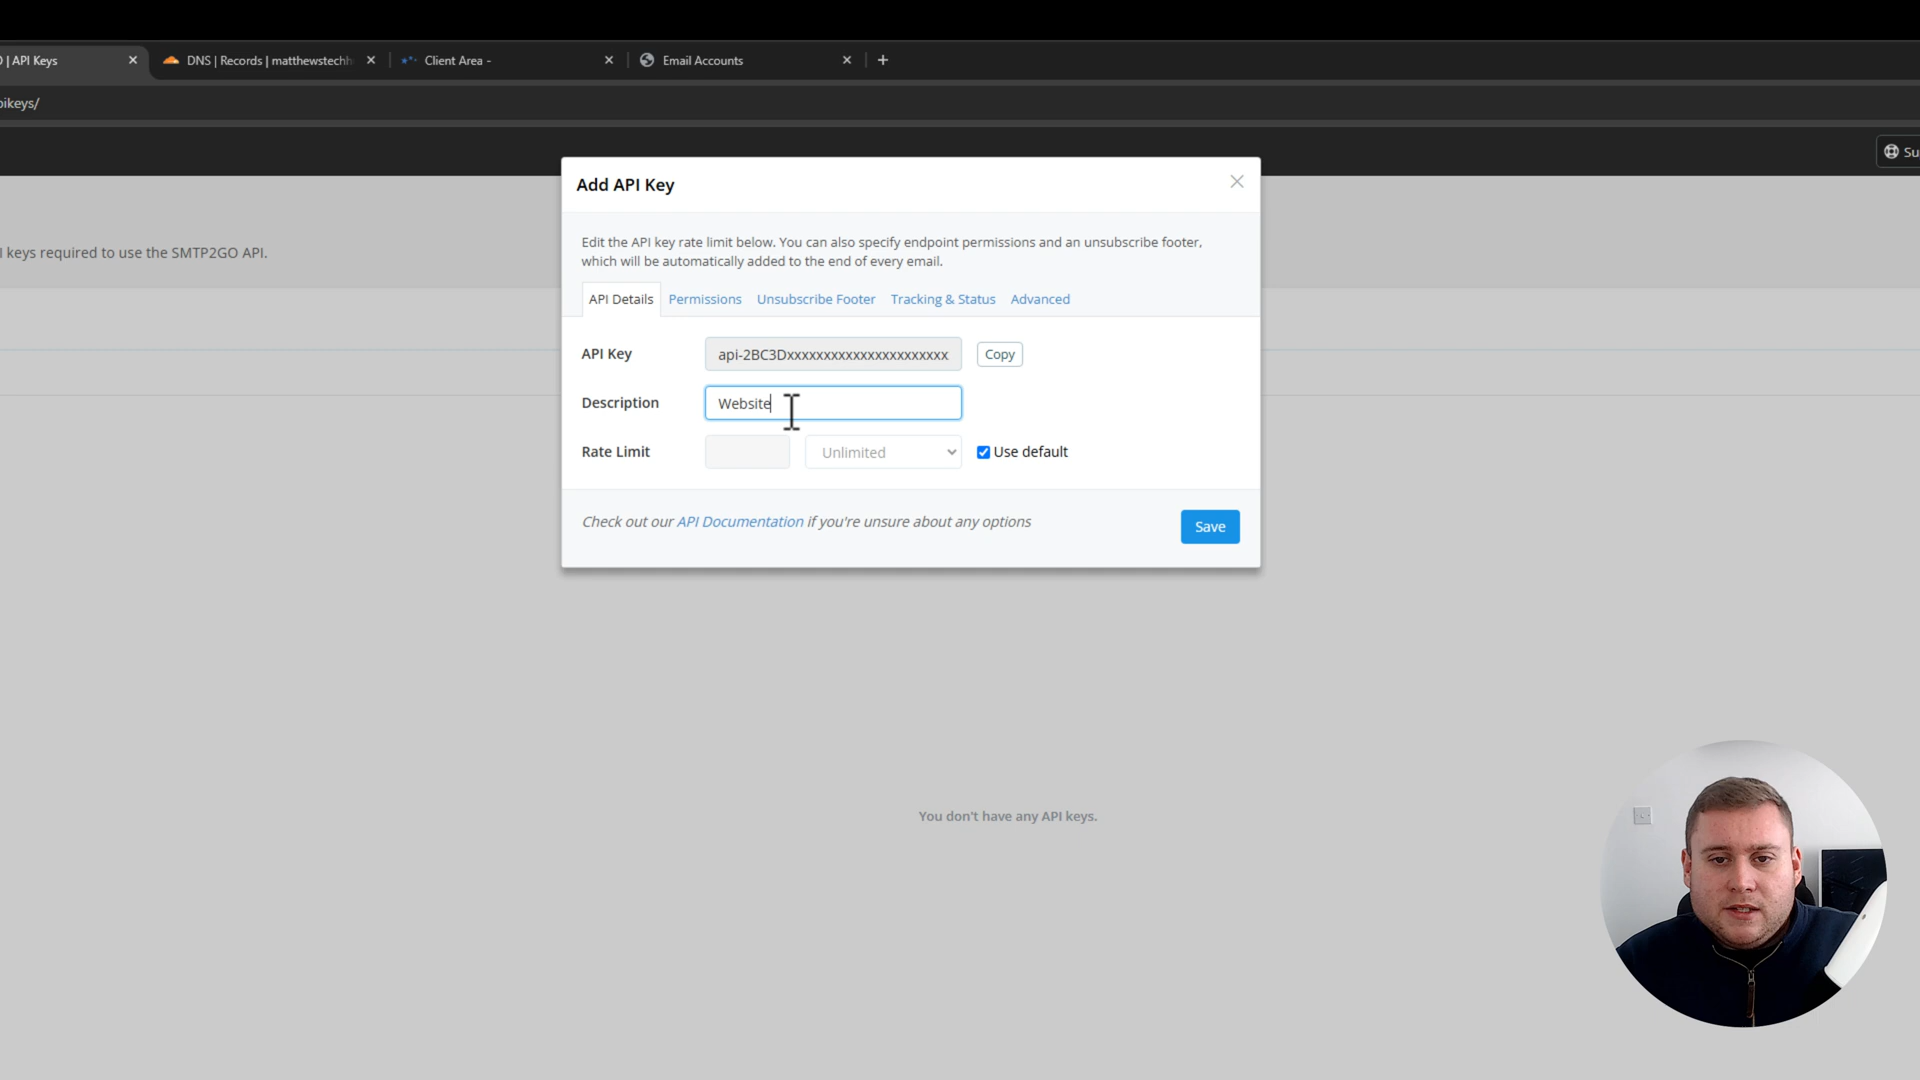 | API Keys
DNS | Records | matthewstechh
Client Area -
Email Accounts
pikeys/
Su
Add API Key
Edit the API key rate limit below. You can also specify endpoint permissions and an unsubscribe footer,
which will be automatically added to the end of every email.
I keys required to use the SMTP2GO API.
API Details
Permissions
Unsubscribe Footer
Tracking & Status
Advanced
API Key
api-2BC3Dxxxxxxxxxxxxxxxxxxxxxx
Copy
Description
Website
Rate Limit
Unlimited
Use default
Check out our API Documentation if you're unsure about any options
Save
You don't have any API keys.